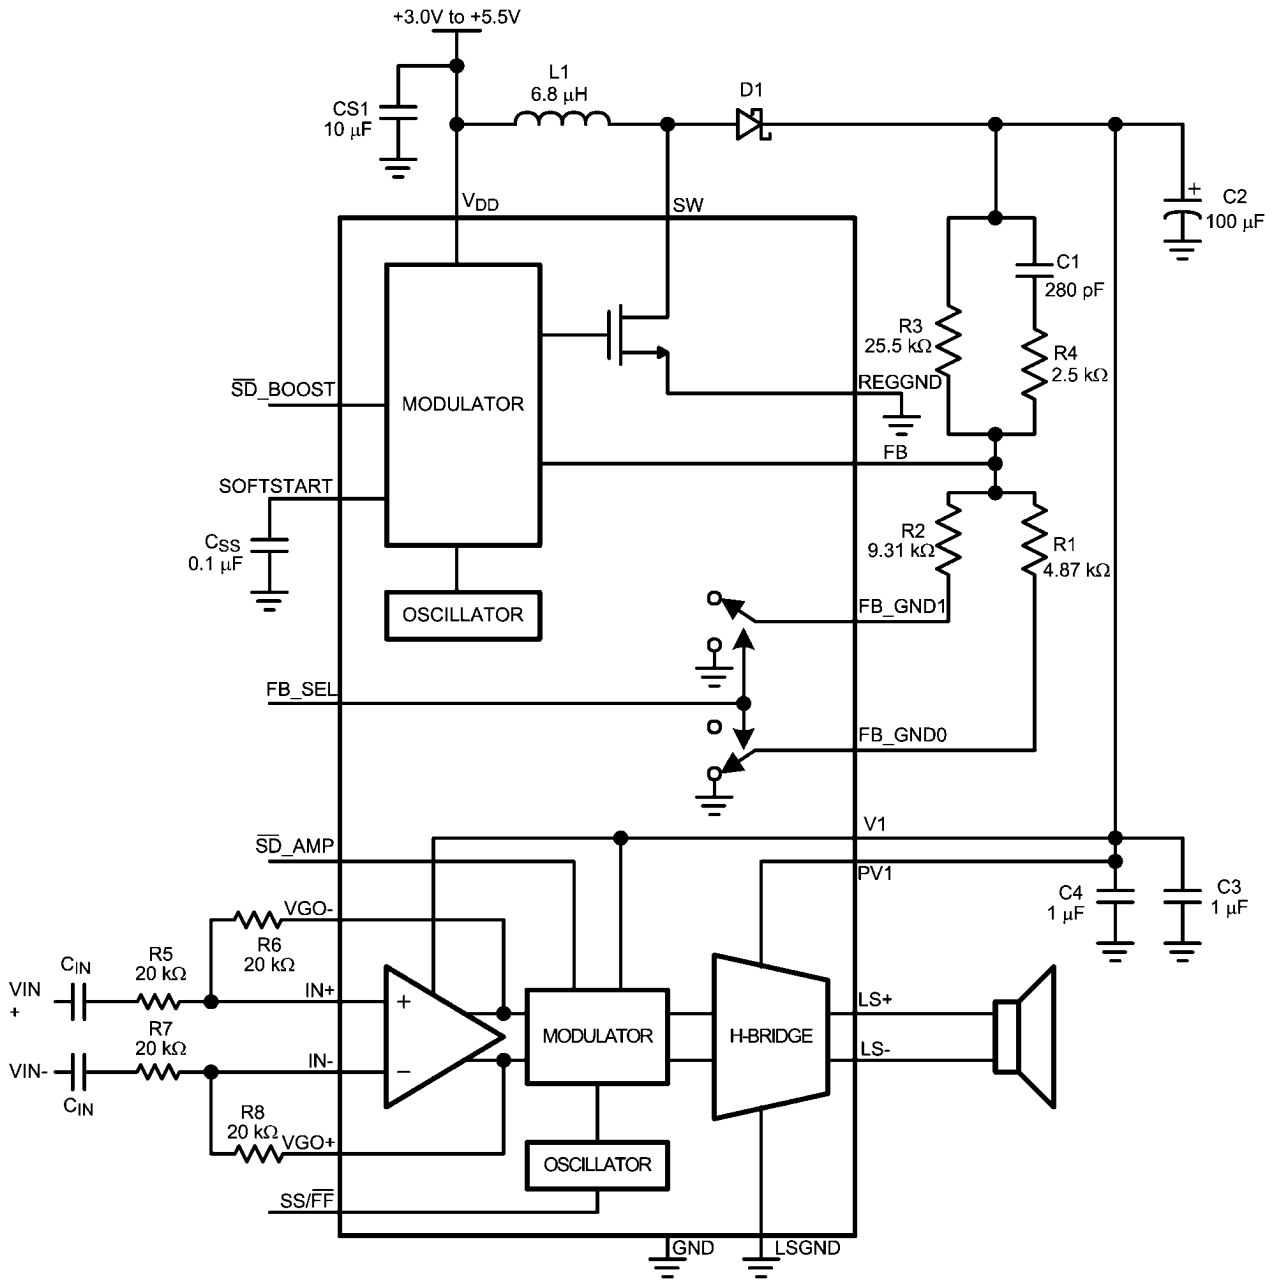 +3.0V to +5.5V
L1
6.8 µH
D1
CS1
10 µF
VDD
SW
+
C2
100 µF
C1
280 pF
R3
25.5 kΩ
R4
2.5 kΩ
REGGND
SD_BOOST
MODULATOR
FB
SOFTSTART
CSS
0.1 µF
R2
9.31 kΩ
R1
4.87 kΩ
OSCILLATOR
FB_GND1
FB_SEL
FB_GND0
V1
SD_AMP
PV1
C4
1 µF
C3
1 µF
VGO-
R6
20 kΩ
R5
20 kΩ
CIN
VIN
+
IN+
+
LS+
R7
20 kΩ
MODULATOR
H-BRIDGE
VIN-
IN-
−
LS-
CIN
R8
20 kΩ
VGO+
OSCILLATOR
SS/FF
GND
LSGND